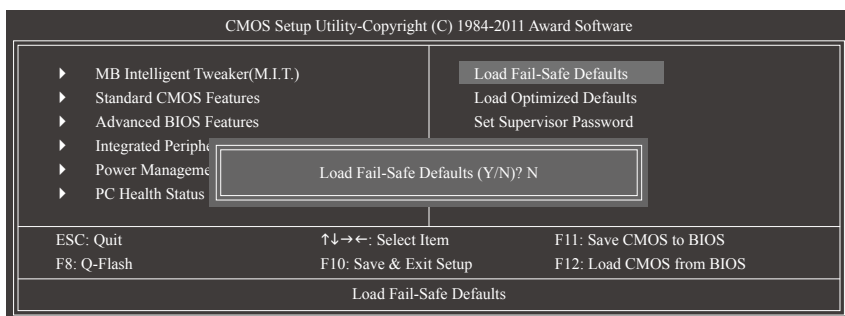 CMOS Setup Utility-Copyright (C) 1984-2011 Award Software
MB Intelligent Tweaker(M.I.T.)
Standard CMOS Features
Advanced BIOS Features
Integrated Periphe
Power Manageme
PC Health Status
Load Fail-Safe Defaults
Load Optimized Defaults
Set Supervisor Password
Load Fail-Safe Defaults (Y/N)? N
ESC: Quit ↑↓→←: Select Item F11: Save CMOS to BIOS
F8: Q-Flash F10: Save & Exit Setup F12: Load CMOS from BIOS
Load Fail-Safe Defaults